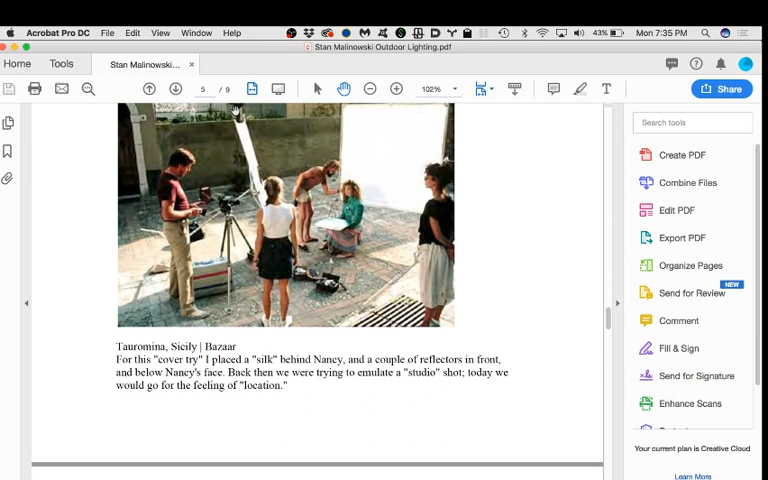 Acrobat Pro DC File Edit View Window Help 43% Mon 7:35 PM
Stan Malinowski Outdoor Lighting.pdf
Home Tools Stan Malinowski... ×
5 / 9 102% Share
Search tools
Create PDF
Combine Files
Edit PDF
Export PDF
Organize Pages
NEW
Send for Review
Comment
Fill & Sign
Send for Signature
Enhance Scans
Your current plan is Creative Cloud
Learn More
Tauromina, Sicily | Bazaar
For this "cover try" I placed a "silk" behind Nancy, and a couple of reflectors in front,
and below Nancy's face. Back then we were trying to emulate a "studio" shot; today we
would go for the feeling of "location."